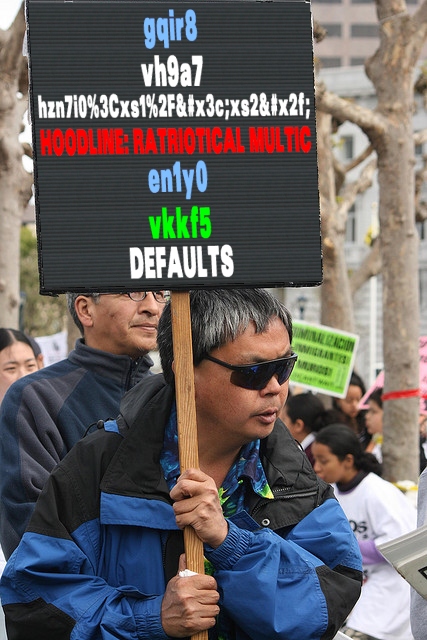 gqir8
vh9a7
hzn7i0%3Cxs1%2F&#x3c;xs2&#x2f;
HOODLINE: RATRIOTICAL MULTIC
en1y0
vkkf5
DEFAULTS